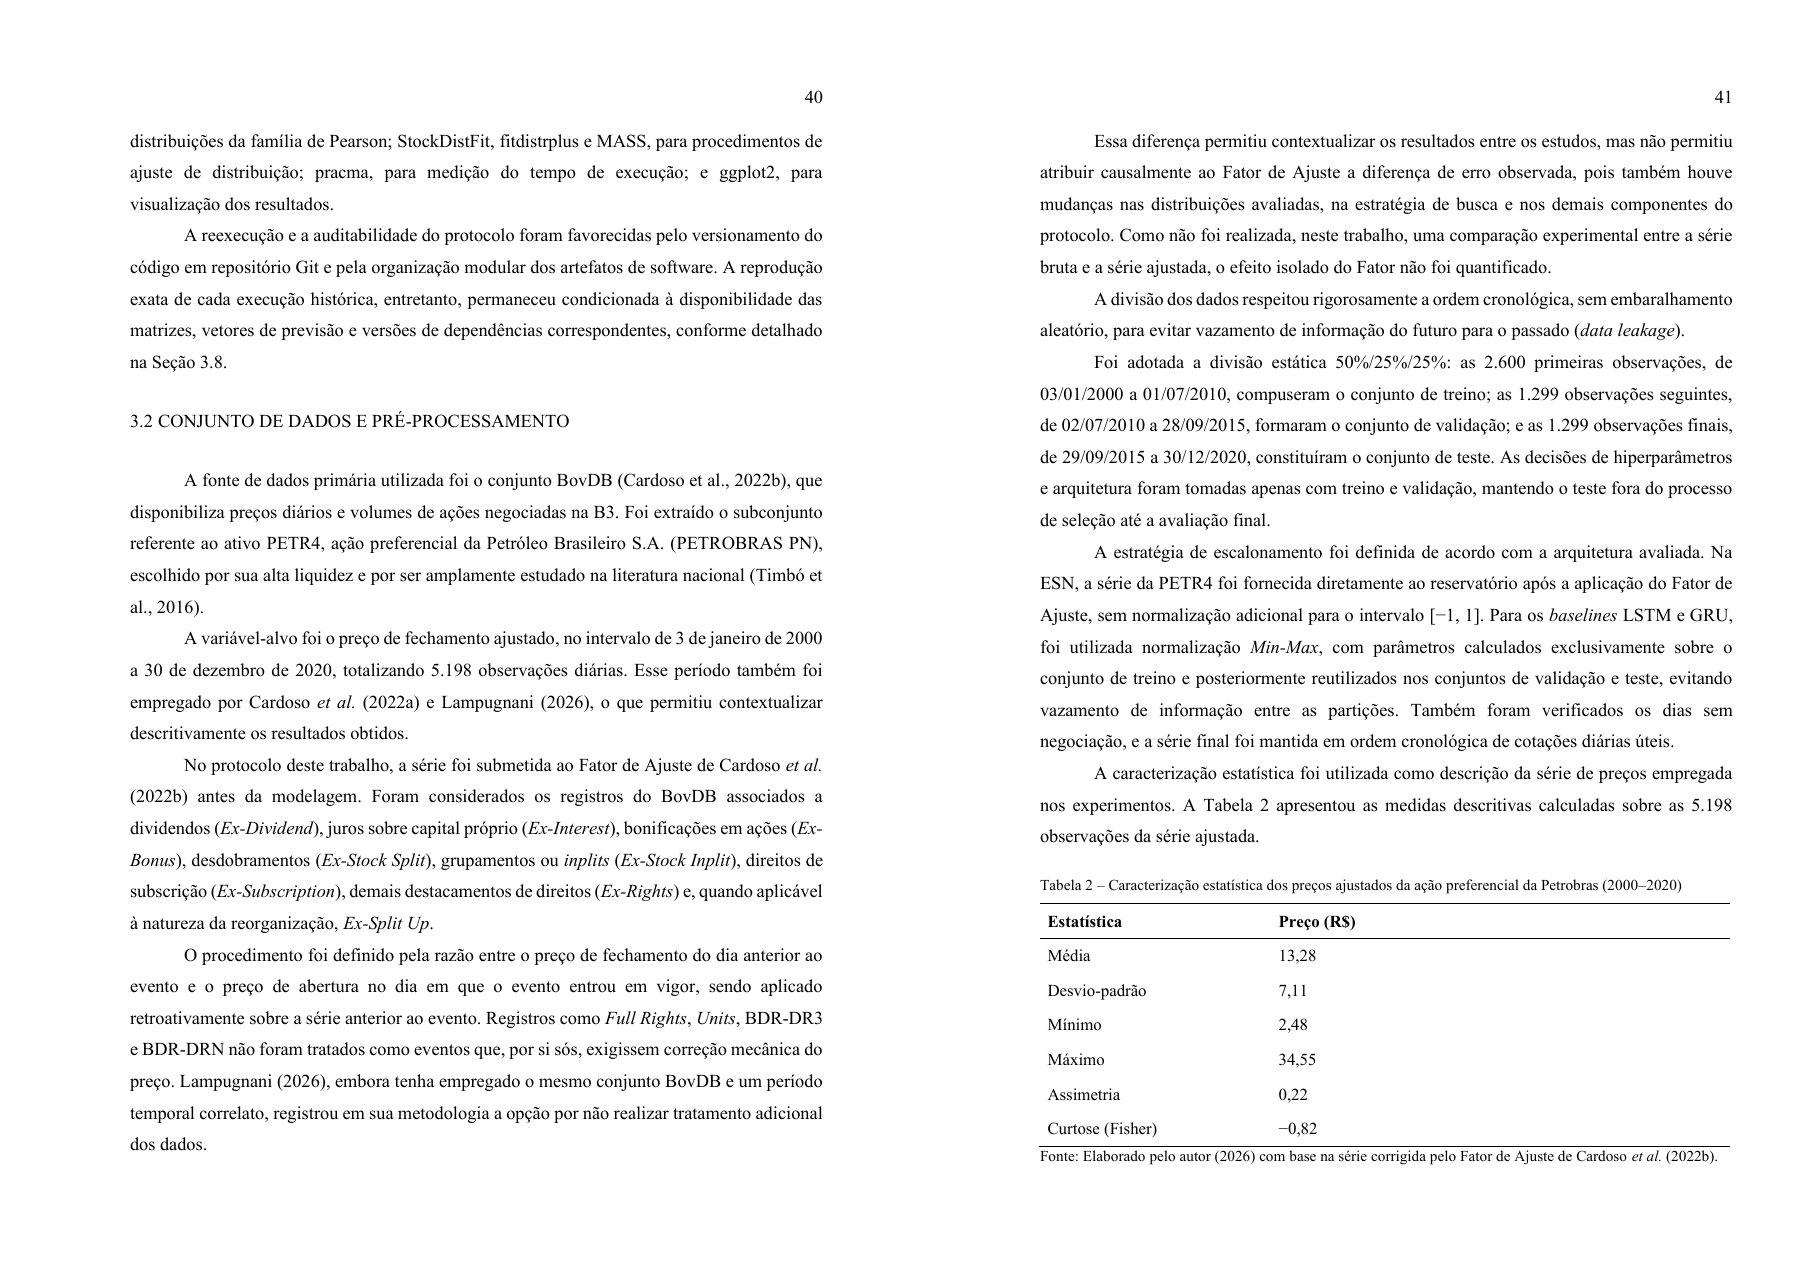 40
distribuições da família de Pearson; StockDistFit, fitdistrplus e MASS, para procedimentos de
ajuste de distribuição; pracma, para medição do tempo de execução; e ggplot2, para
visualização dos resultados.
A reexecução e a auditabilidade do protocolo foram favorecidas pelo versionamento do
código em repositório Git e pela organização modular dos artefatos de software. A reprodução
exata de cada execução histórica, entretanto, permaneceu condicionada à disponibilidade das
matrizes, vetores de previsão e versões de dependências correspondentes, conforme detalhado
na Seção 3.8.
3.2 CONJUNTO DE DADOS E PRÉ-PROCESSAMENTO
A fonte de dados primária utilizada foi o conjunto BovDB (Cardoso et al., 2022b), que
disponibiliza preços diários e volumes de ações negociadas na B3. Foi extraído o subconjunto
referente ao ativo PETR4, ação preferencial da Petróleo Brasileiro S.A. (PETROBRAS PN),
escolhido por sua alta liquidez e por ser amplamente estudado na literatura nacional (Timbó et
al., 2016).
A variável-alvo foi o preço de fechamento ajustado, no intervalo de 3 de janeiro de 2000
a 30 de dezembro de 2020, totalizando 5.198 observações diárias. Esse período também foi
empregado por Cardoso et al. (2022a) e Lampugnani (2026), o que permitiu contextualizar
descritivamente os resultados obtidos.
No protocolo deste trabalho, a série foi submetida ao Fator de Ajuste de Cardoso et al.
(2022b) antes da modelagem. Foram considerados os registros do BovDB associados a
dividendos (Ex-Dividend), juros sobre capital próprio (Ex-Interest), bonificações em ações (Ex-
Bonus), desdobramentos (Ex-Stock Split), grupamentos ou inplits (Ex-Stock Inplit), direitos de
subscrição (Ex-Subscription), demais destacamentos de direitos (Ex-Rights) e, quando aplicável
à natureza da reorganização, Ex-Split Up.
O procedimento foi definido pela razão entre o preço de fechamento do dia anterior ao
evento e o preço de abertura no dia em que o evento entrou em vigor, sendo aplicado
retroativamente sobre a série anterior ao evento. Registros como Full Rights, Units, BDR-DR3
e BDR-DRN não foram tratados como eventos que, por si sós, exigissem correção mecânica do
preço. Lampugnani (2026), embora tenha empregado o mesmo conjunto BovDB e um período
temporal correlato, registrou em sua metodologia a opção por não realizar tratamento adicional
dos dados.
41
Essa diferença permitiu contextualizar os resultados entre os estudos, mas não permitiu
atribuir causalmente ao Fator de Ajuste a diferença de erro observada, pois também houve
mudanças nas distribuições avaliadas, na estratégia de busca e nos demais componentes do
protocolo. Como não foi realizada, neste trabalho, uma comparação experimental entre a série
bruta e a série ajustada, o efeito isolado do Fator não foi quantificado.
A divisão dos dados respeitou rigorosamente a ordem cronológica, sem embaralhamento
aleatório, para evitar vazamento de informação do futuro para o passado (data leakage).
Foi adotada a divisão estática 50%/25%/25%: as 2.600 primeiras observações, de
03/01/2000 a 01/07/2010, compuseram o conjunto de treino; as 1.299 observações seguintes,
de 02/07/2010 a 28/09/2015, formaram o conjunto de validação; e as 1.299 observações finais,
de 29/09/2015 a 30/12/2020, constituíram o conjunto de teste. As decisões de hiperparâmetros
e arquitetura foram tomadas apenas com treino e validação, mantendo o teste fora do processo
de seleção até a avaliação final.
A estratégia de escalonamento foi definida de acordo com a arquitetura avaliada. Na
ESN, a série da PETR4 foi fornecida diretamente ao reservatório após a aplicação do Fator de
Ajuste, sem normalização adicional para o intervalo [−1, 1]. Para os baselines LSTM e GRU,
foi utilizada normalização Min-Max, com parâmetros calculados exclusivamente sobre o
conjunto de treino e posteriormente reutilizados nos conjuntos de validação e teste, evitando
vazamento de informação entre as partições. Também foram verificados os dias sem
negociação, e a série final foi mantida em ordem cronológica de cotações diárias úteis.
A caracterização estatística foi utilizada como descrição da série de preços empregada
nos experimentos. A Tabela 2 apresentou as medidas descritivas calculadas sobre as 5.198
observações da série ajustada.
Tabela 2 – Caracterização estatística dos preços ajustados da ação preferencial da Petrobras (2000–2020)
Estatística Preço (R$)
Média 13,28
Desvio-padrão 7,11
Mínimo 2,48
Máximo 34,55
Assimetria 0,22
Curtose (Fisher) −0,82
Fonte: Elaborado pelo autor (2026) com base na série corrigida pelo Fator de Ajuste de Cardoso et al. (2022b).